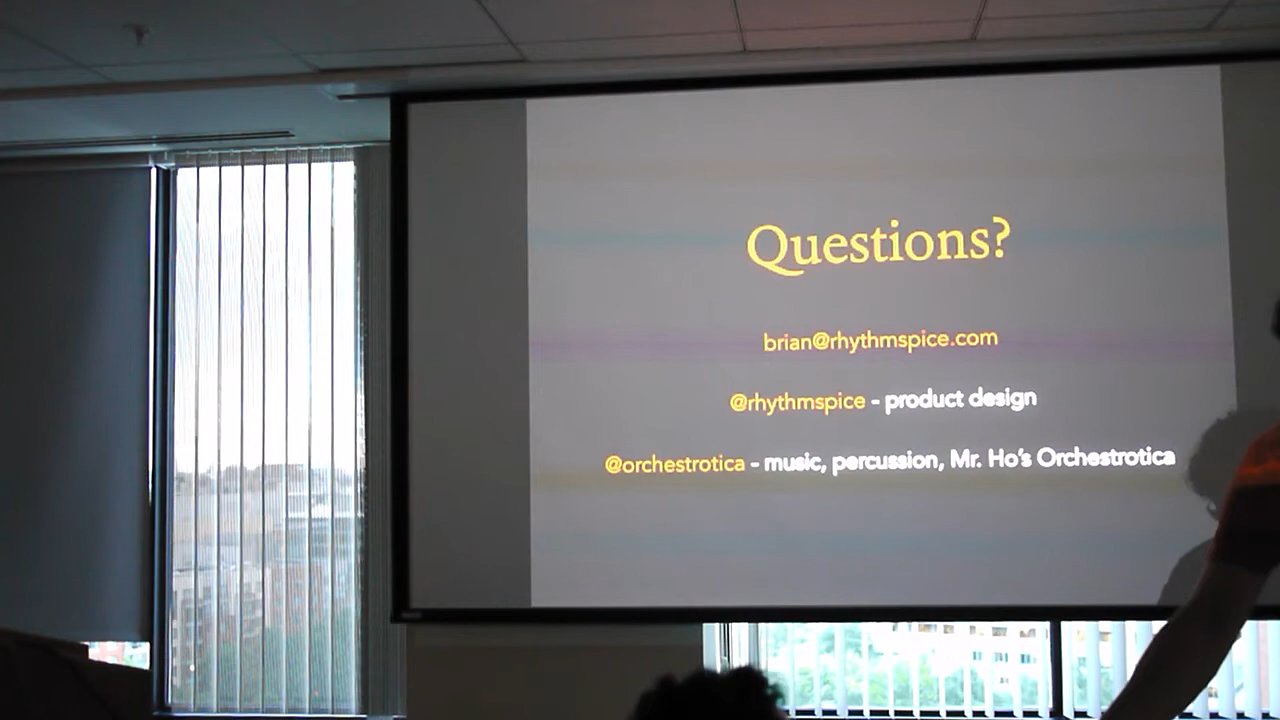 Questions?
brian@rhythmspice.com
@rhythmspice - product design
@orchestrotica - music, percussion, Mr. Ho's Orchestrotica